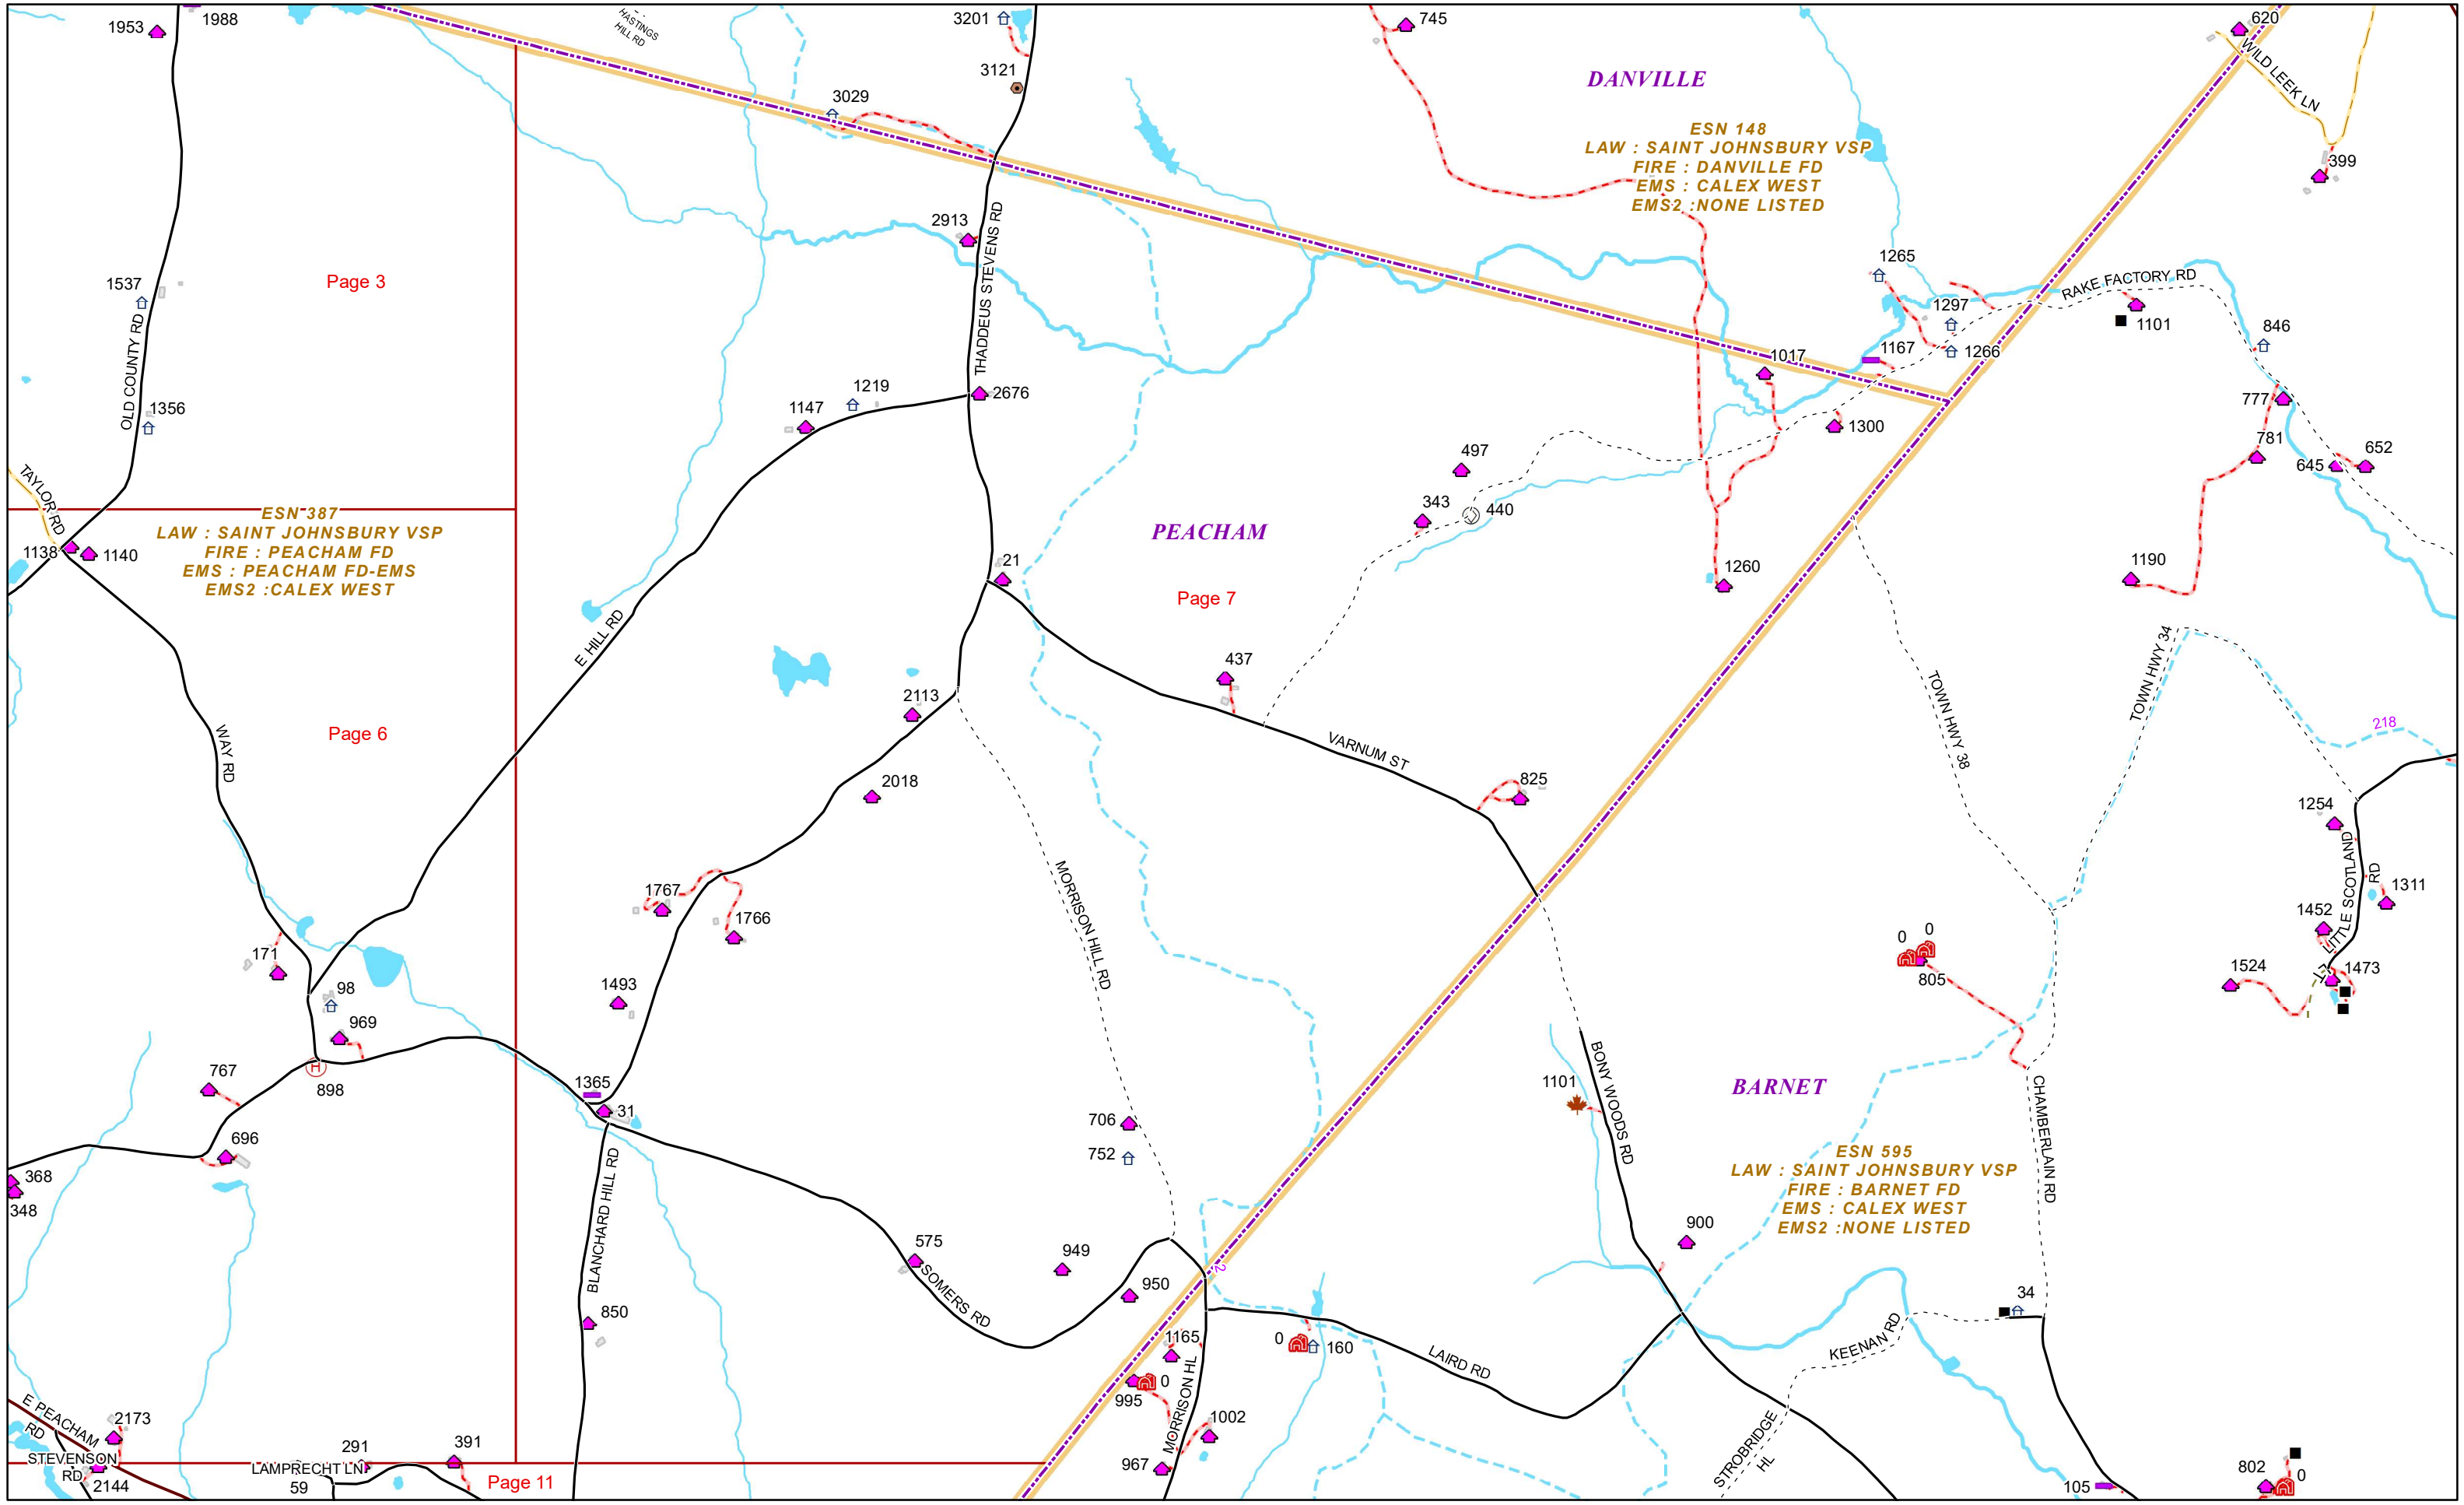 1953
1988
HASTINGS
HILL RD
3201
745
620
WILD LEEK LN
3121
DANVILLE
3029
ESN 148
LAW : SAINT JOHNSBURY VSP
FIRE : DANVILLE FD
EMS : CALEX WEST
EMS2 :NONE LISTED
399
2913
THADDEUS STEVENS RD
1265
RAKE FACTORY RD
Page 3
1537
OLD COUNTY RD
1297
1101
846
1266
1167
1017
1219
2676
1147
1356
777
1300
781
652
645
497
TAYLOR RD
343
440
ESN 387
LAW : SAINT JOHNSBURY VSP
FIRE : PEACHAM FD
EMS : PEACHAM FD-EMS
EMS2 :CALEX WEST
PEACHAM
1138
1140
21
1260
1190
Page 7
E HILL RD
437
TOWN HWY 34
2113
TOWN HWY 38
218
Page 6
WAY RD
VARNUM ST
2018
825
1254
LITTLE SCOTLAND
RD
1767
MORRISON HILL RD
1311
1766
1452
0
0
171
805
LT
1473
1524
98
1493
969
767
898
1365
31
1101
BONY WOODS RD
BARNET
CHAMBERLAIN RD
706
696
752
ESN 595
LAW : SAINT JOHNSBURY VSP
FIRE : BARNET FD
EMS : CALEX WEST
EMS2 :NONE LISTED
368
348
BLANCHARD HILL RD
900
575
949
2
SOMERS RD
950
34
850
1165
0
160
LAIRD RD
KEENAN RD
0
995
MORRISON HL
1002
E PEACHAM
RD
2173
STROBRIDGE
HL
STEVENSON
RD
2144
291
LAMPRECHT LN
59
391
Page 11
967
105
802
0